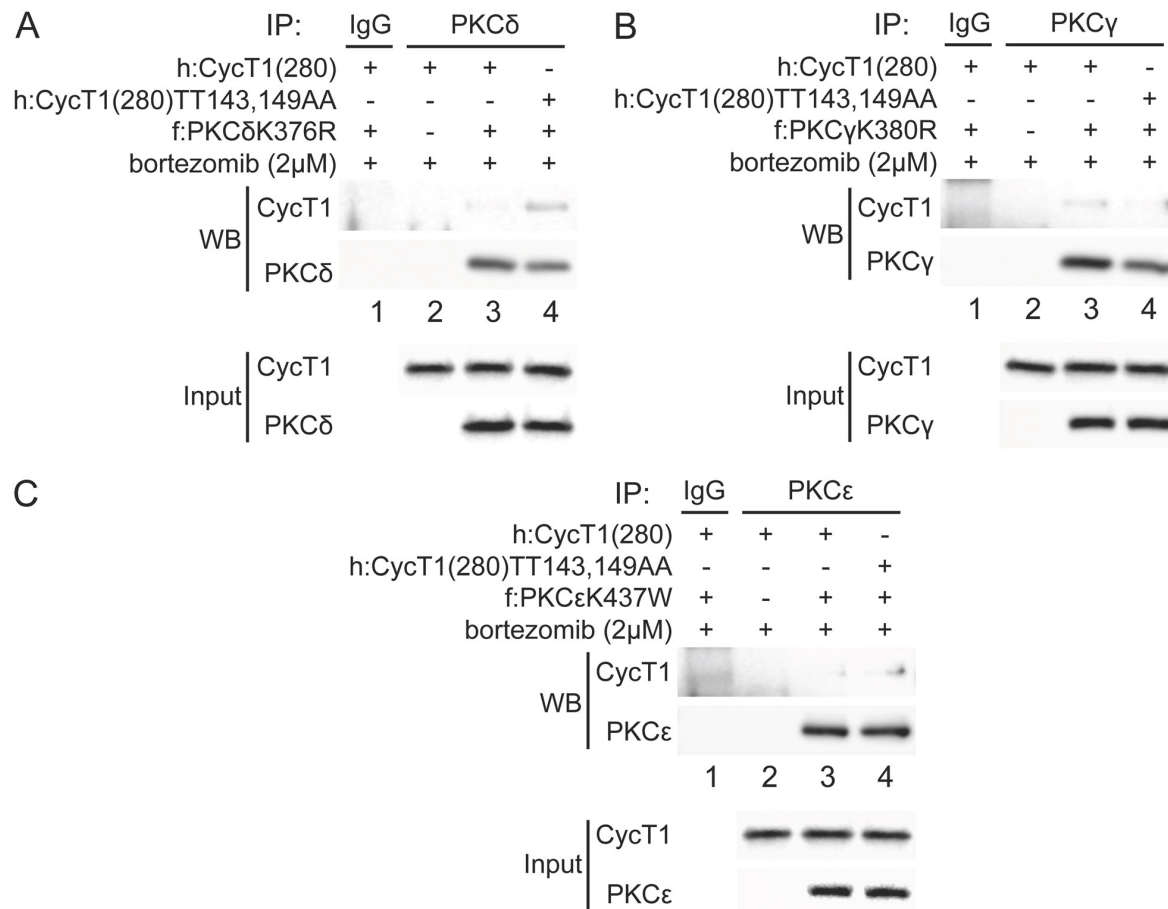 A
IP: IgG PKCδ
h:CycT1(280) + + + -
h:CycT1(280)TT143,149AA - - - +
f:PKCδK376R + - + +
bortezomib (2µM) + + + +
WB
CycT1
PKCδ
1 2 3 4
Input
CycT1
PKCδ
B
IP: IgG PKCγ
h:CycT1(280) + + + -
h:CycT1(280)TT143,149AA - - - +
f:PKCγK380R + - + +
bortezomib (2µM) + + + +
WB
CycT1
PKCγ
1 2 3 4
Input
CycT1
PKCγ
C
IP: IgG PKCε
h:CycT1(280) + + + -
h:CycT1(280)TT143,149AA - - - +
f:PKCεK437W + - + +
bortezomib (2µM) + + + +
WB
CycT1
PKCε
1 2 3 4
Input
CycT1
PKCε